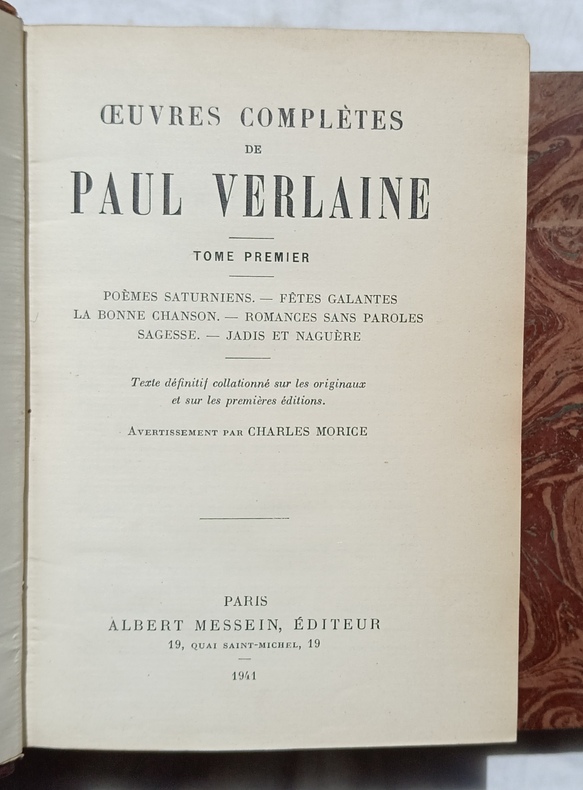 ŒUVRES COMPLÈTES
DE
PAUL VERLAINE
TOME PREMIER
POÈMES SATURNIENS. — FÊTES GALANTES
LA BONNE CHANSON. — ROMANCES SANS PAROLES
SAGESSE. — JADIS ET NAGUÈRE
Texte définitif collationné sur les originaux
et sur les premières éditions.
AVERTISSEMENT PAR CHARLES MORICE
PARIS
ALBERT MESSEIN, ÉDITEUR
19, QUAI SAINT-MICHEL, 19
1941